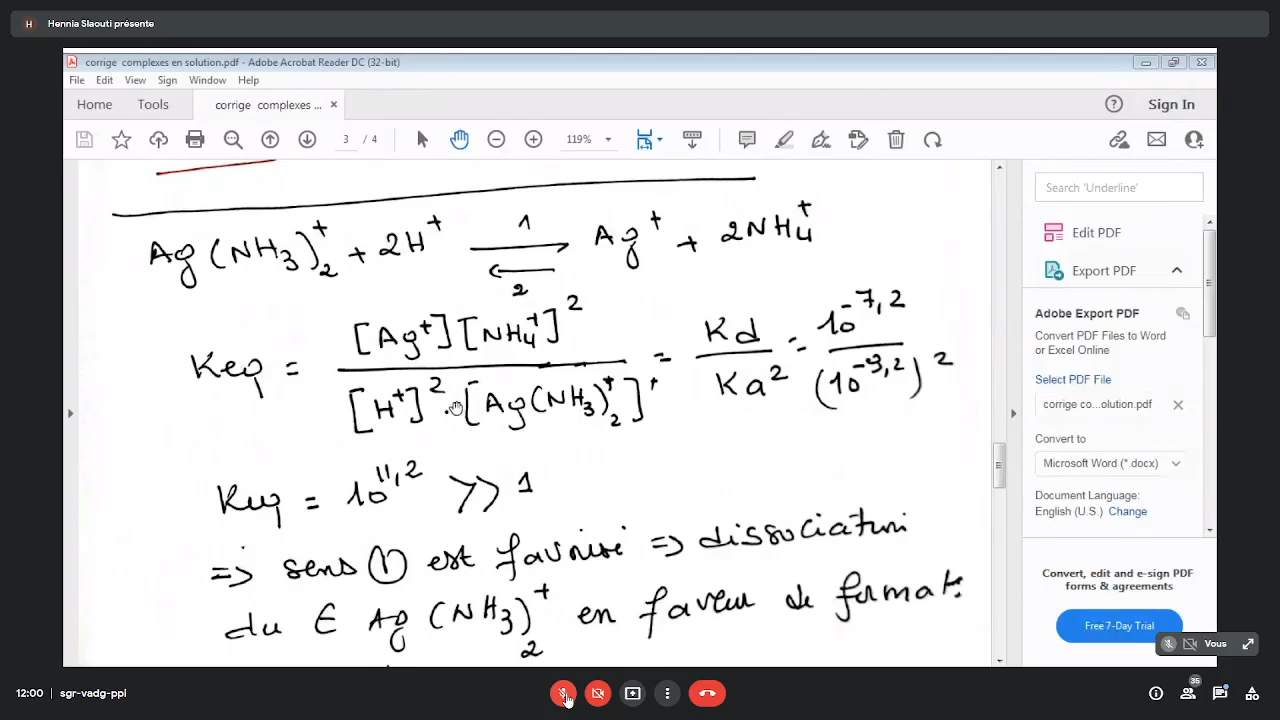 H Hennia Slaouti présente
corrige complexes en solution.pdf - Adobe Acrobat Reader DC (32-bit)
File Edit View Sign Window Help
Home Tools corrige complexes ... × Sign In
3 / 4 119%
Ag(NH3)2+ + 2H+ 1 ⇌ 2 Ag+ + 2NH4+
Keq = [Ag+][NH4+]² / [H+]² . [Ag(NH3)2+] = Kd / Ka² = 10^-7,2 / (10^-9,2)²
Keq = 10^11,2 >> 1
=> sens ① est favorisé => dissociation
du € Ag(NH3)2+ en faveur de format°
Search 'Underline'
Edit PDF
Export PDF
Adobe Export PDF
Convert PDF Files to Word
or Excel Online
Select PDF File
corrige co...olution.pdf ×
Convert to
Microsoft Word (*.docx)
Document Language:
English (U.S.) Change
Convert, edit and e-sign PDF
forms & agreements
Free 7-Day Trial
Vous
12:00 sgr-vadg-ppl
35